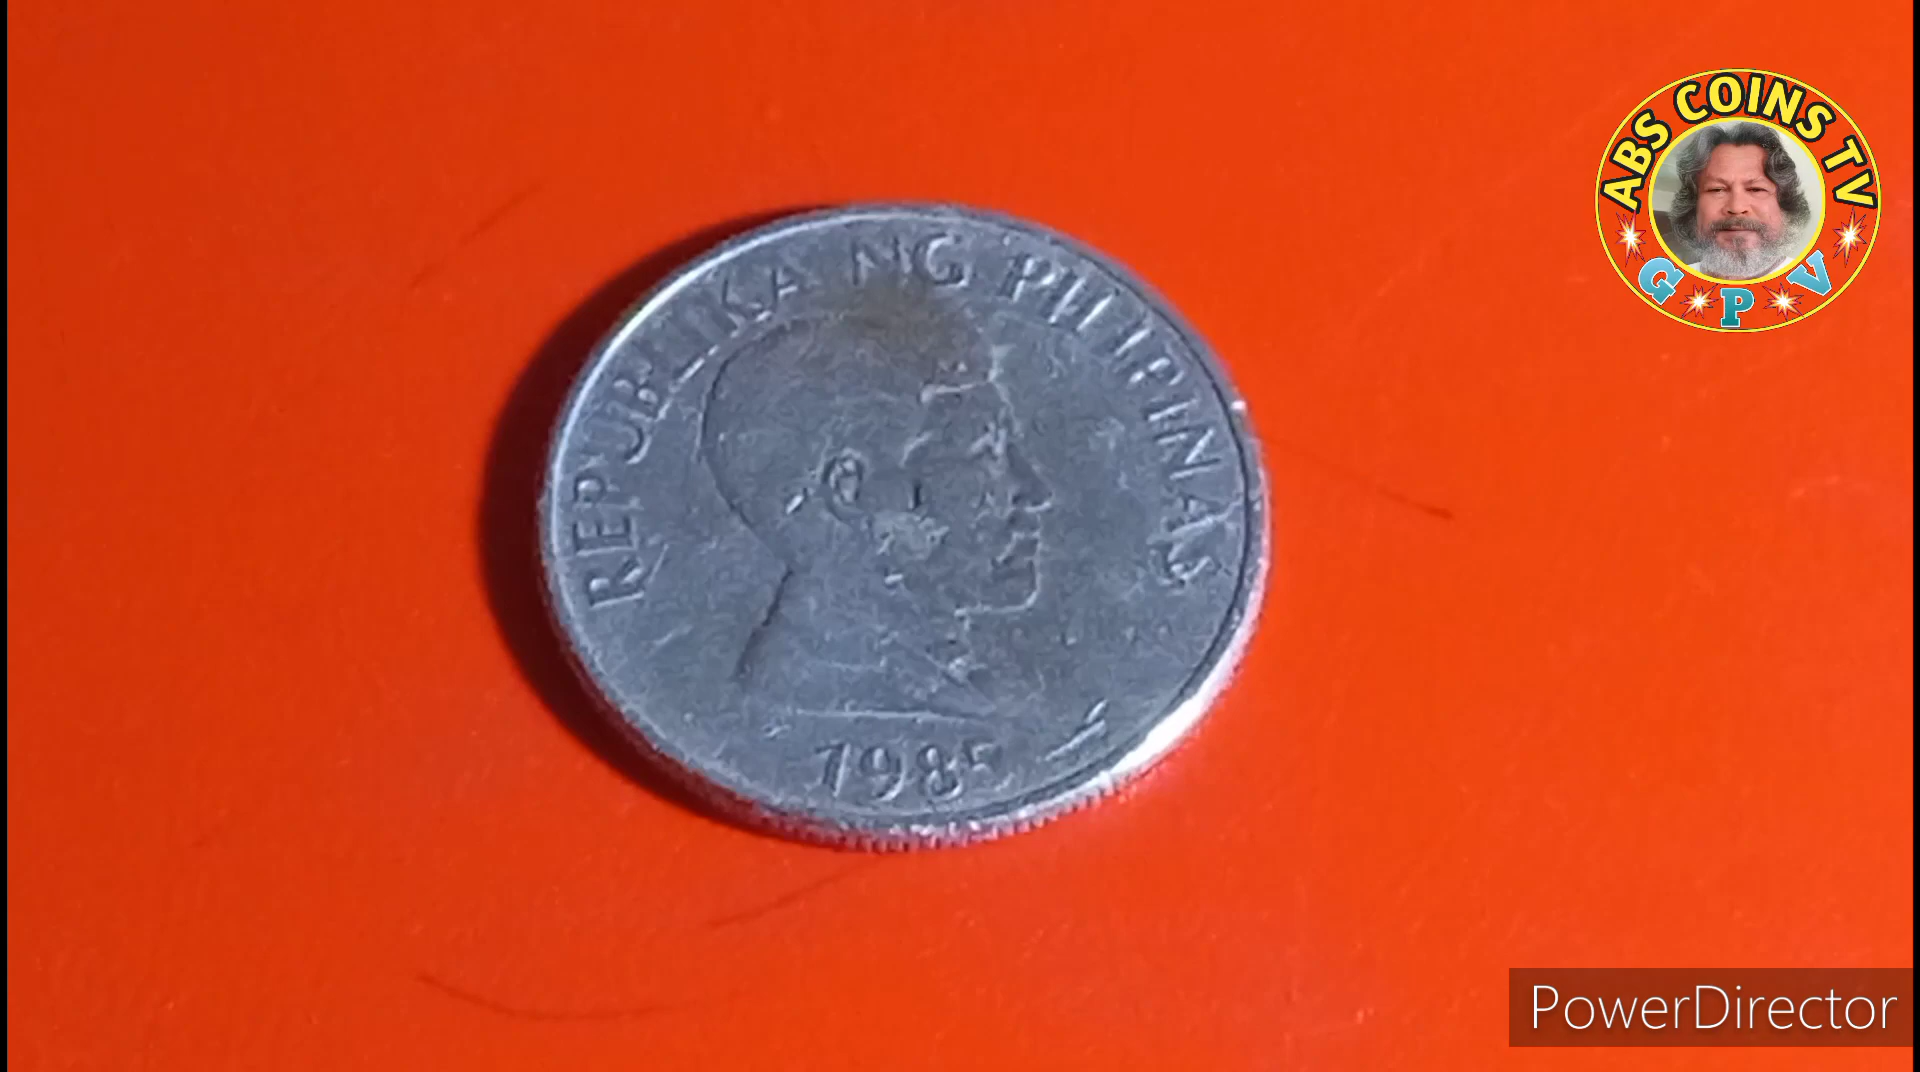 REPUBLIKA NG PILIPINAS
1985
ABS COINS TV
G P V
PowerDirector